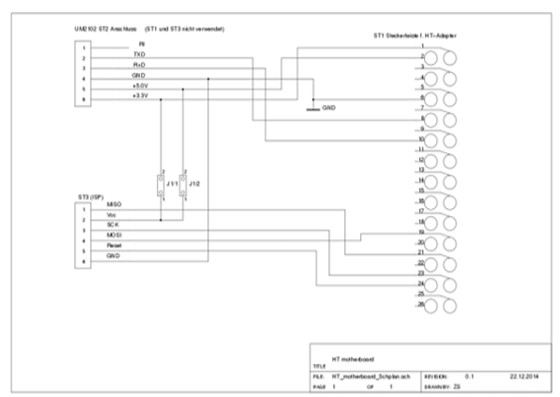 UM2102 ST2 Anschluss (ST1 und ST3 nicht verwendet)
ST1 Steckerleiste f. HT-Adapter
1 RI
2 TXD
3 RxD
4 GND
5 +5.0V
6 +3.3V
GND
2 2
J1/1 J1/2
1 1
ST3 (ISP)
1 MISO
2 Vcc
3 SCK
4 MOSI
5 Reset
6 GND
1
2
3
4
5
6
7
8
9
10
11
12
13
14
15
16
17
18
19
20
21
22
23
24
25
26
HT motherboard
TITLE
FILE: HT_motherboard_Schplan.sch REVISION: 0.1 22.12.2014
PAGE 1 OF 1 DRAWN BY: ZS